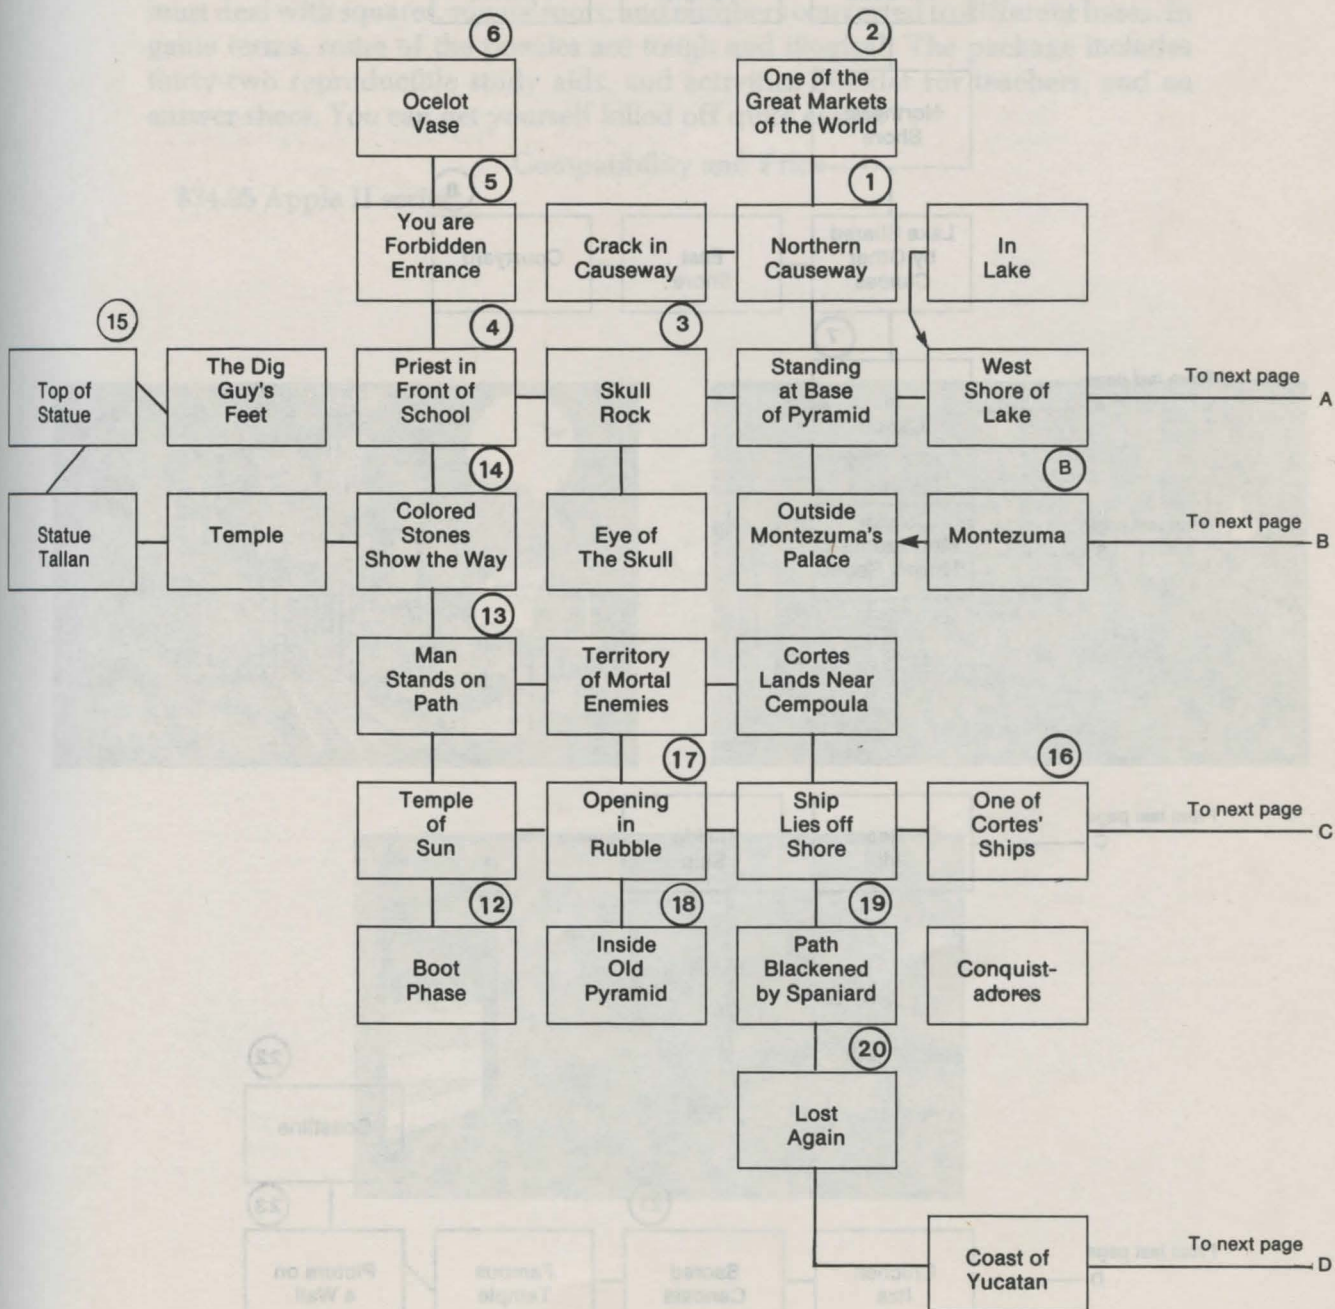 6
2
Ocelot
Vase
One of the
Great Markets
of the World
5
1
You are
Forbidden
Entrance
Crack in
Causeway
Northern
Causeway
In
Lake
15
4
3
Top of
Statue
The Dig
Guy's
Feet
Priest in
Front of
School
Skull
Rock
Standing
at Base
of Pyramid
West
Shore of
Lake
To next page
A
14
B
Statue
Tallan
Temple
Colored
Stones
Show the Way
Eye of
The Skull
Outside
Montezuma's
Palace
Montezuma
To next page
B
13
Man
Stands on
Path
Territory
of Mortal
Enemies
Cortes
Lands Near
Cempoula
17
16
Temple
of
Sun
Opening
in
Rubble
Ship
Lies off
Shore
One of
Cortes'
Ships
To next page
C
12
18
19
Boot
Phase
Inside
Old
Pyramid
Path
Blackened
by Spaniard
Conquist-
adores
20
Lost
Again
Coast of
Yucatan
To next page
D